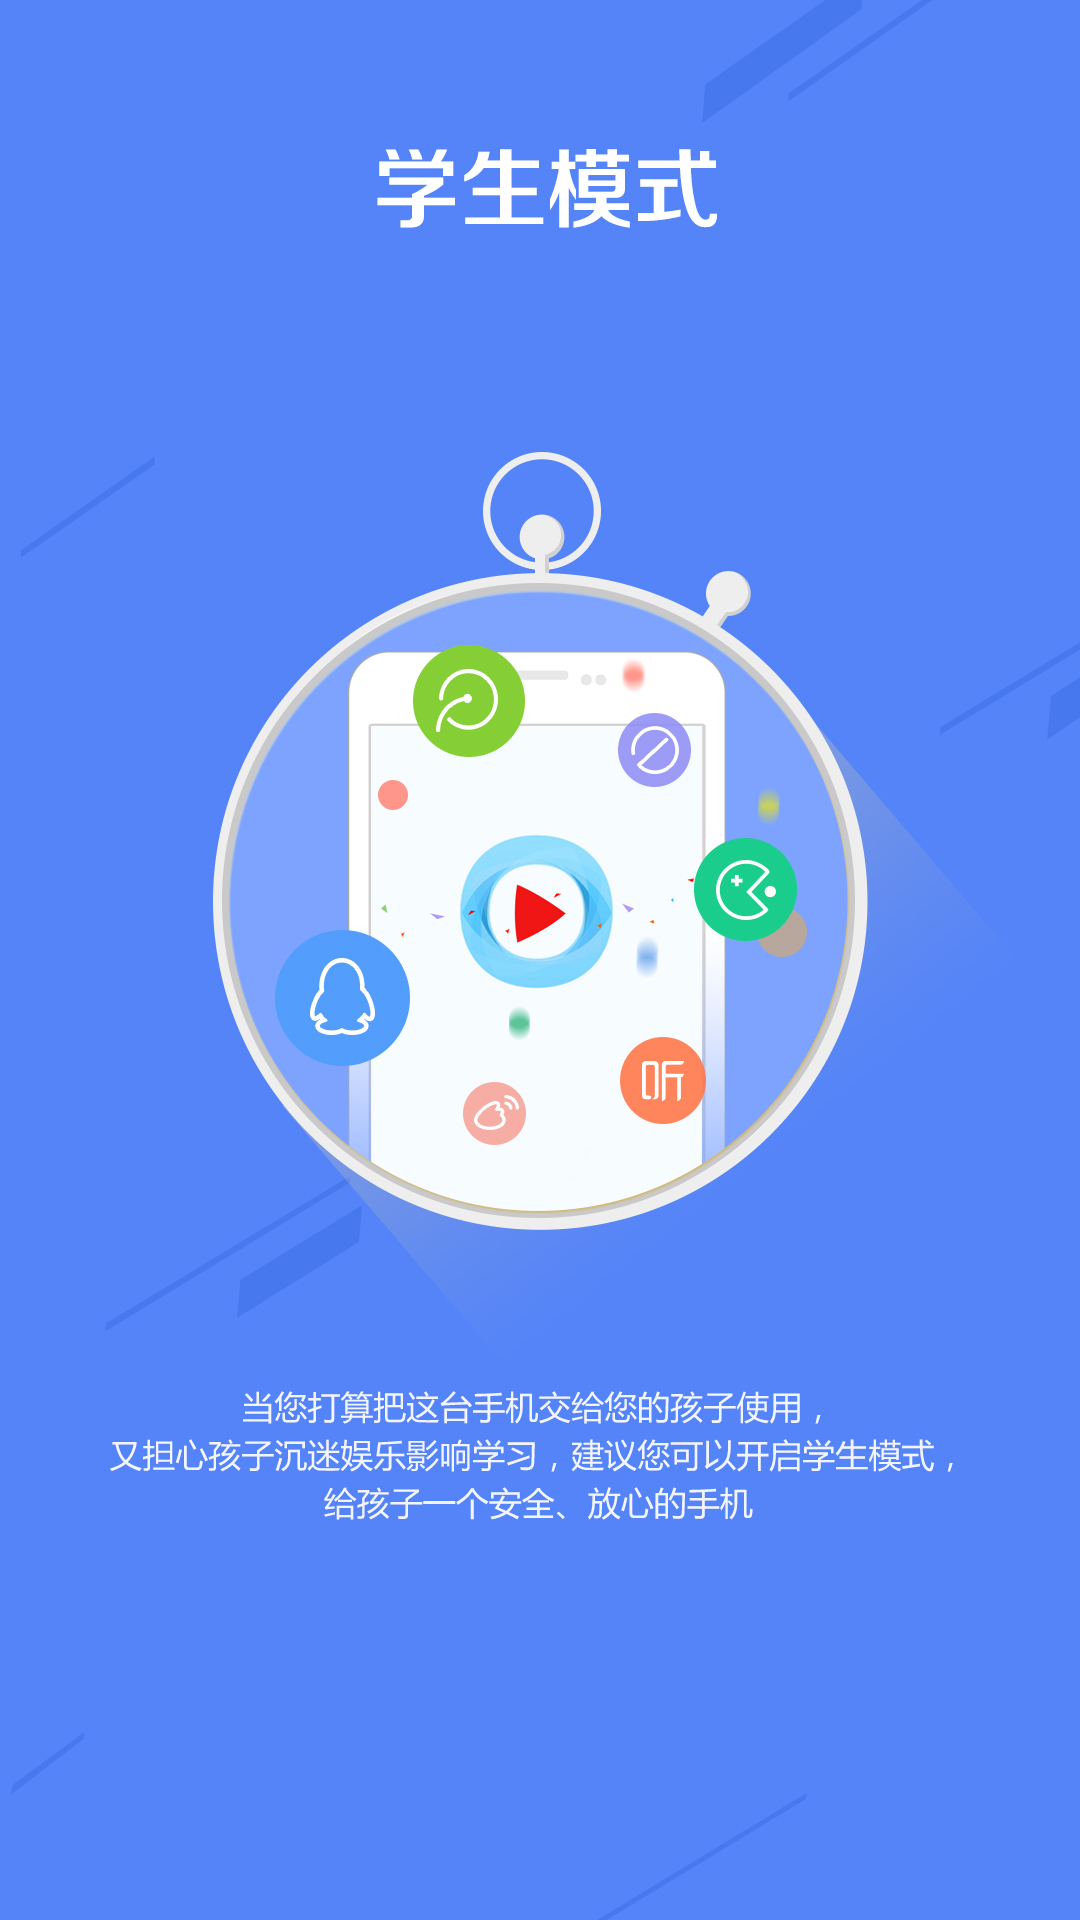 学生模式
听
当您打算把这台手机交给您的孩子使用，
又担心孩子沉迷娱乐影响学习，建议您可以开启学生模式，
给孩子一个安全、放心的手机